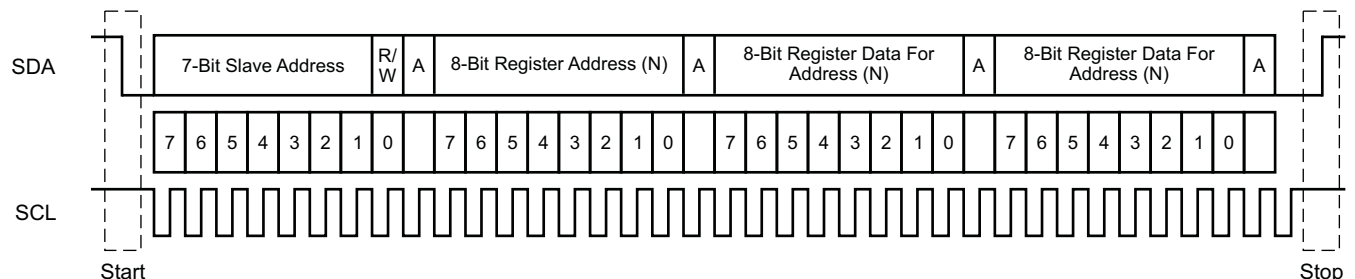 SDA
7-Bit Slave Address
R/
W
A
8-Bit Register Address (N)
A
8-Bit Register Data For
Address (N)
A
8-Bit Register Data For
Address (N)
A
7 6 5 4 3 2 1 0 7 6 5 4 3 2 1 0 7 6 5 4 3 2 1 0 7 6 5 4 3 2 1 0
SCL
Start Stop